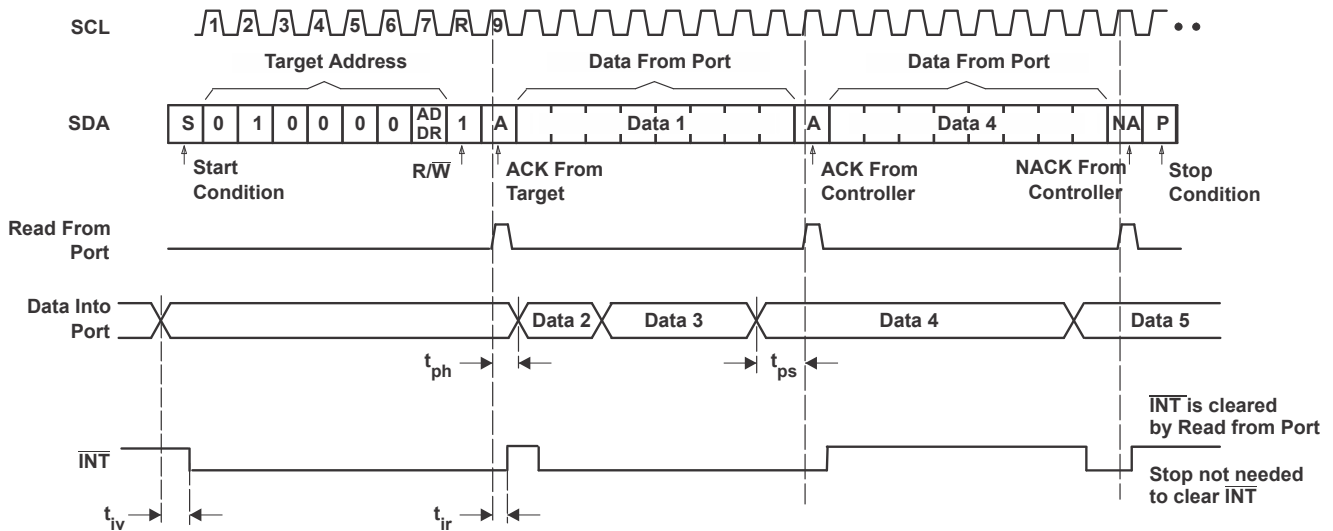 SCL 1 2 3 4 5 6 7 R 9
Target Address Data From Port Data From Port
SDA S 0 1 0 0 0 0 AD DR 1 A Data 1 A Data 4 NA P
Start Condition
R/W
ACK From Target
ACK From Controller
NACK From Controller
Stop Condition
Read From Port
Data Into Port
Data 2 Data 3 Data 4 Data 5
tph tps
INT is cleared by Read from Port
INT
Stop not needed to clear INT
tiv tir